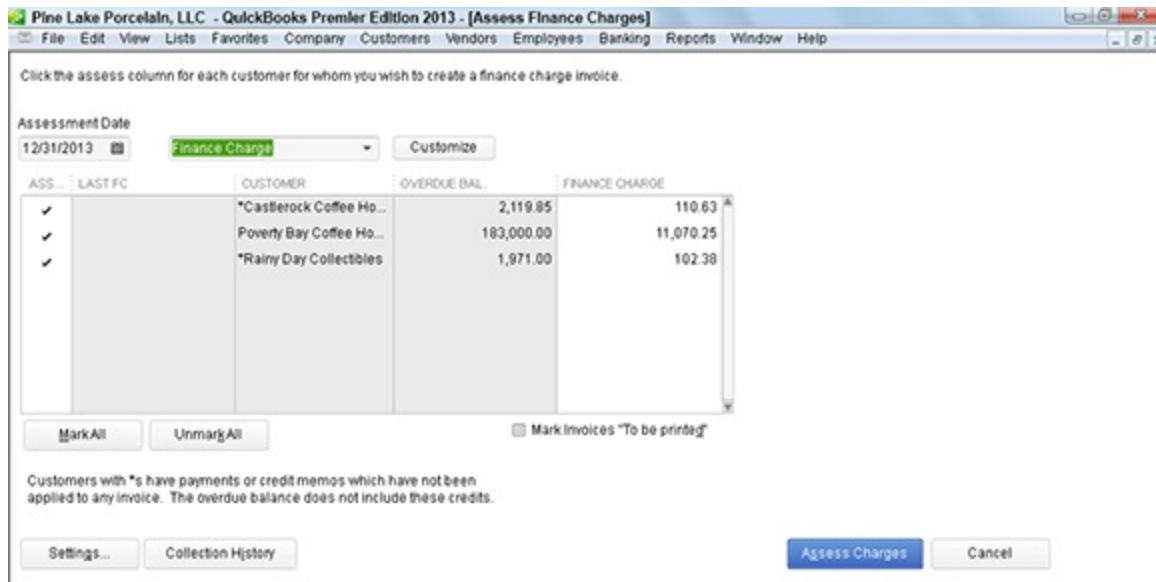 Pine Lake Porcelain, LLC - QuickBooks Premier Edition 2013 - [Assess Finance Charges]
File Edit View Lists Favorites Company Customers Vendors Employees Banking Reports Window Help
Click the assess column for each customer for whom you wish to create a finance charge invoice.
Assessment Date
12/31/2013 Finance Charge Customize
ASS... LAST FC CUSTOMER OVERDUE BAL. FINANCE CHARGE
*Castlerock Coffee Ho... 2,119.85 110.63
Poverty Bay Coffee Ho... 183,000.00 11,070.25
*Rainy Day Collectibles 1,971.00 102.38
Mark All Unmark All Mark Invoices "To be printed"
Customers with *s have payments or credit memos which have not been
applied to any invoice. The overdue balance does not include these credits.
Settings... Collection History Assess Charges Cancel